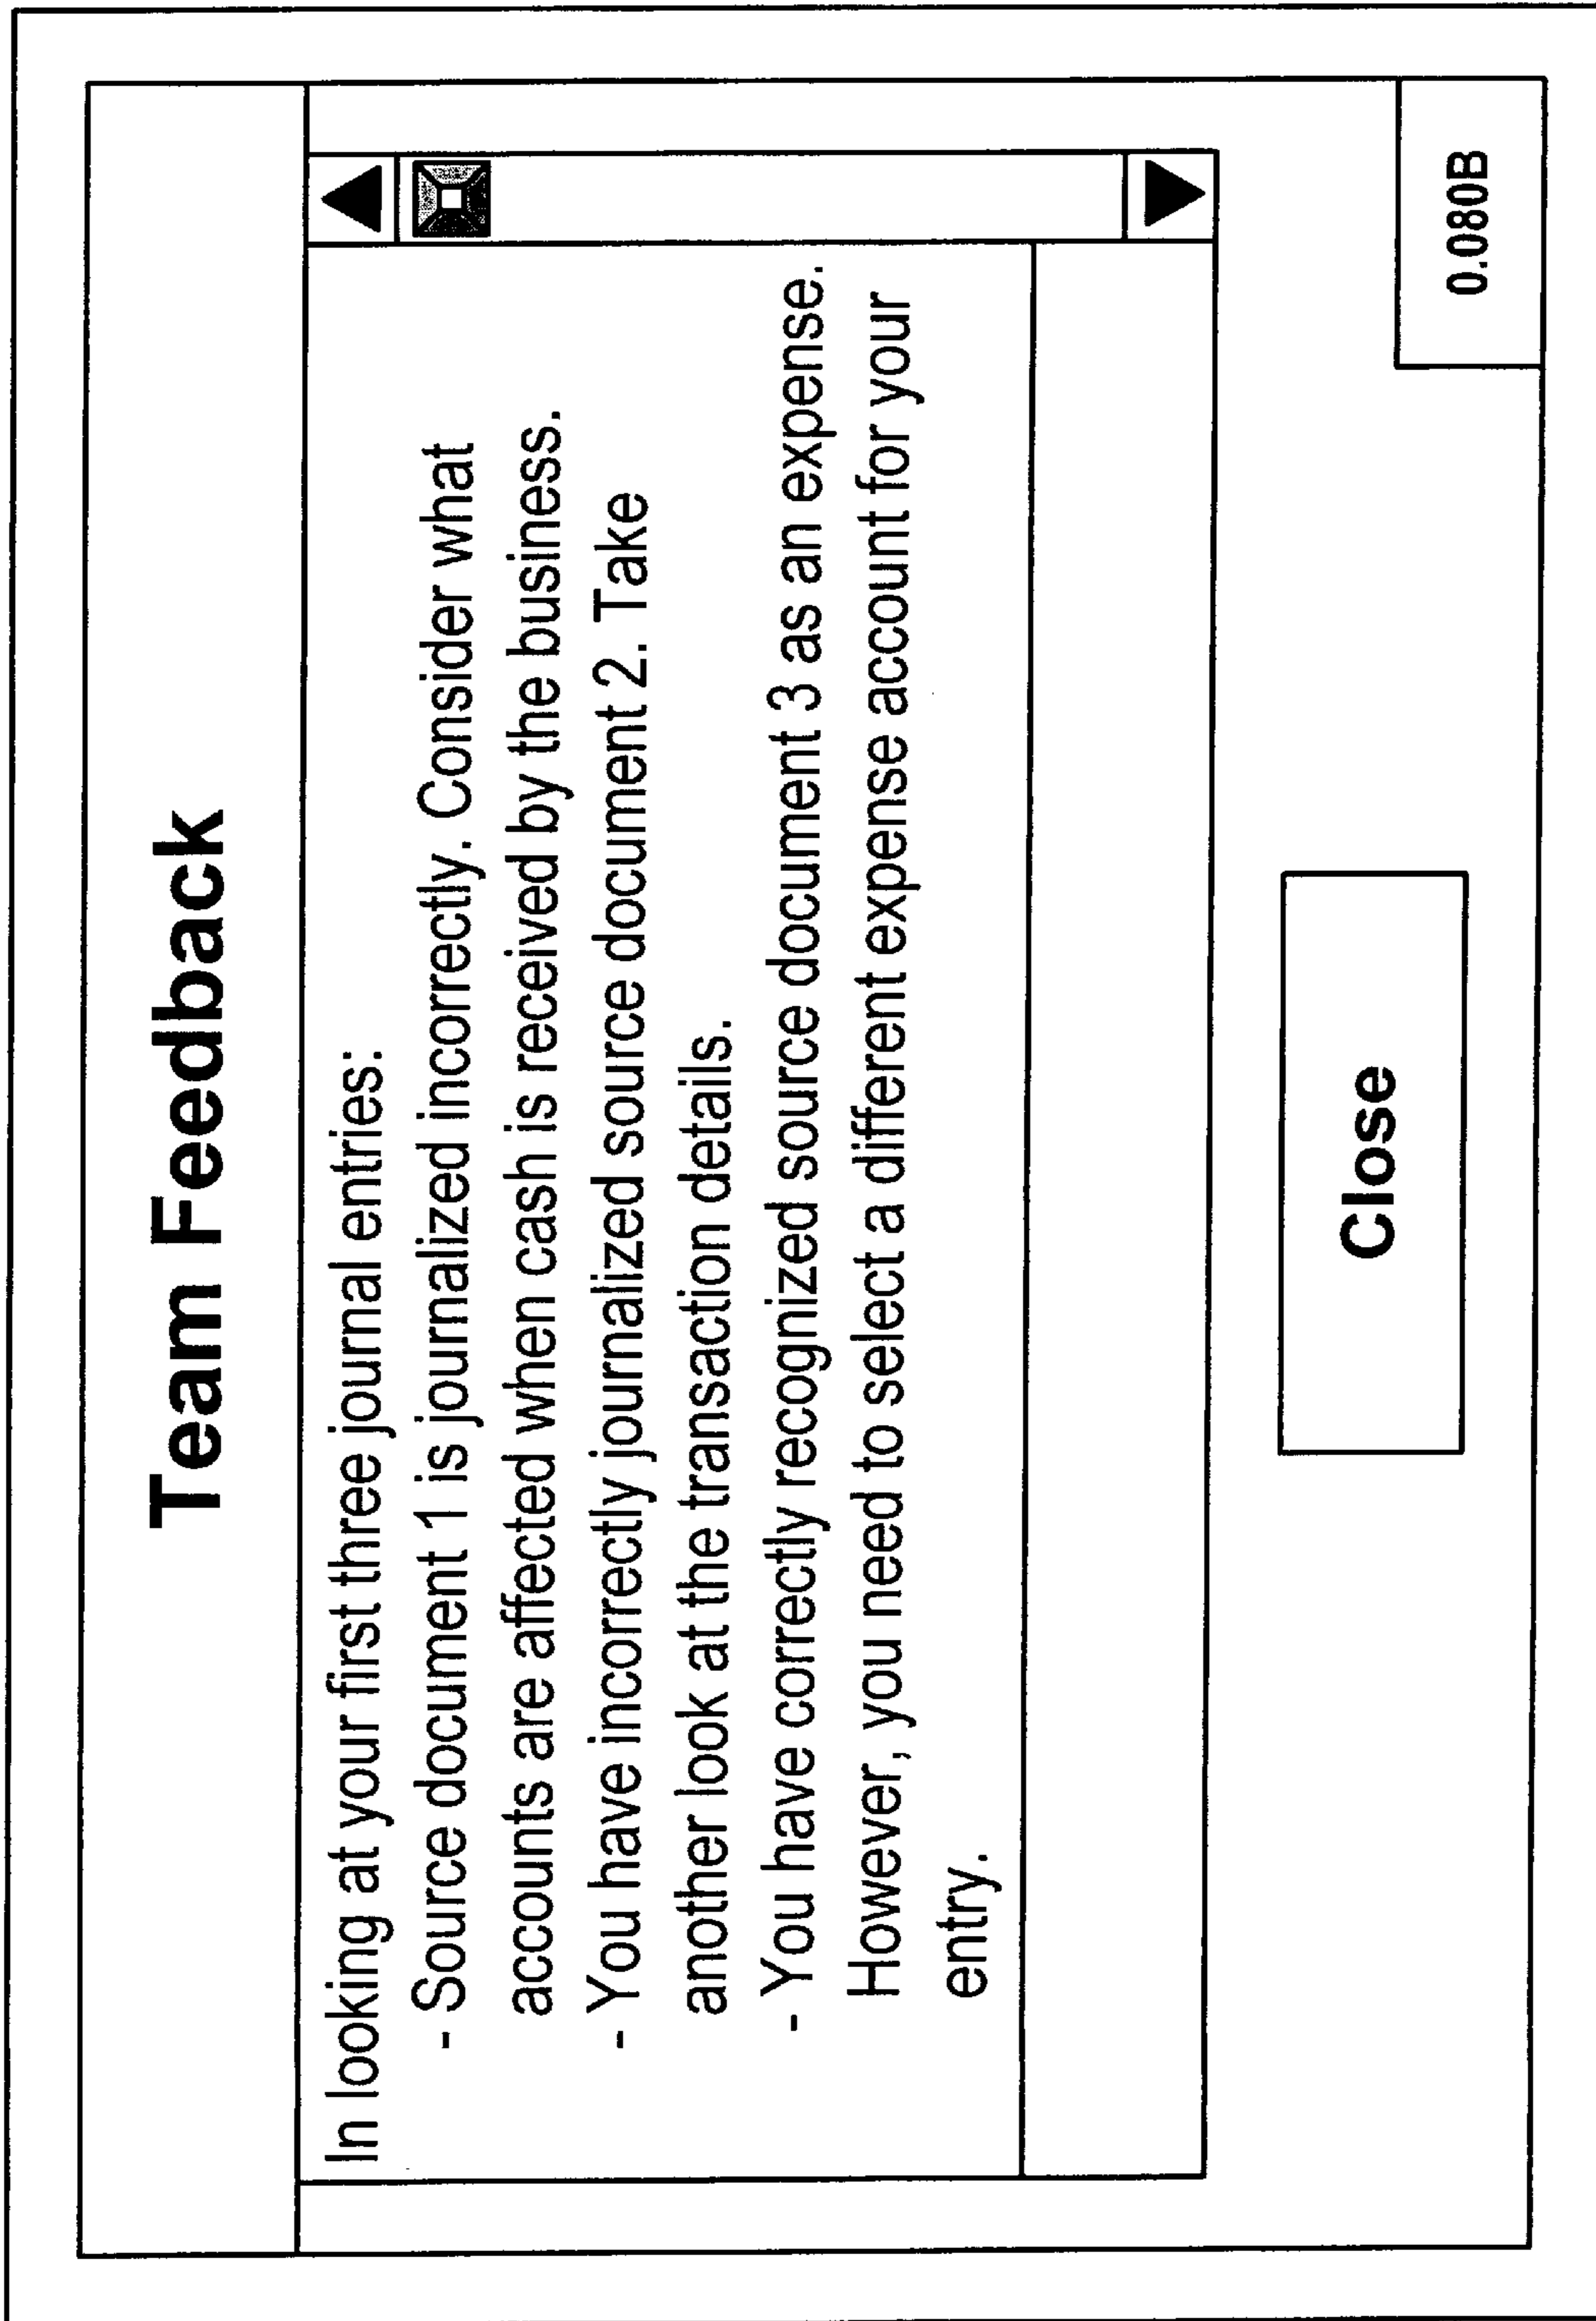 Team Feedback
In looking at your first three journal entries:
- Source document 1 is journalized incorrectly. Consider what
accounts are affected when cash is received by the business.
- You have incorrectly journalized source document 2. Take
another look at the transaction details.
- You have correctly recognized source document 3 as an expense.
However, you need to select a different expense account for your
entry.
Close
0.080B